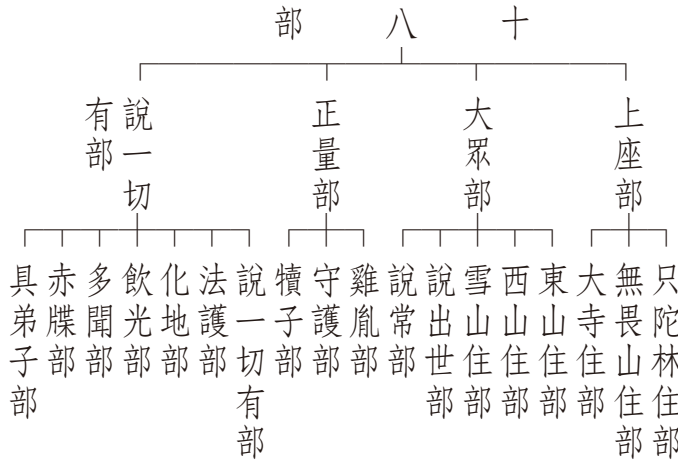 十八部
上座部
大眾部
正量部
說一切有部
只陀林住部
無畏山住部
大寺住部
東山住部
西山住部
雪山住部
說出世部
說常部
雞胤部
守護部
犢子部
說一切有部
法護部
化地部
飲光部
多聞部
赤牒部
具弟子部